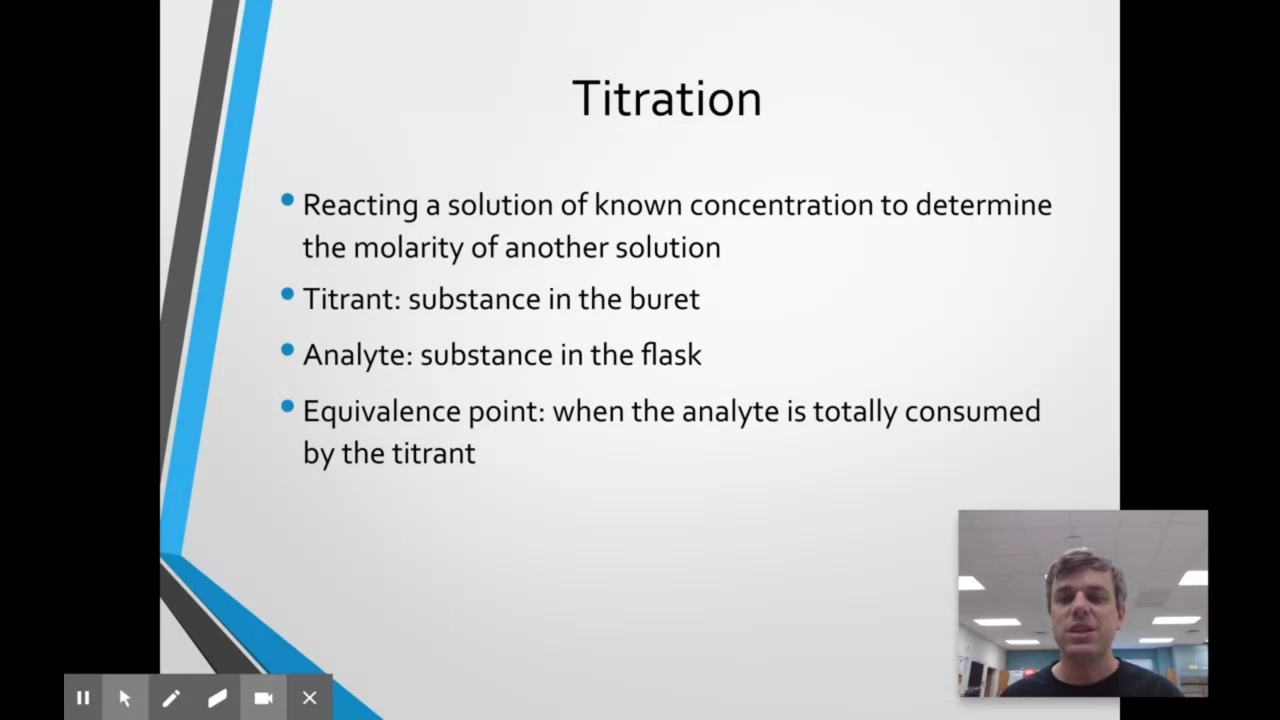 Titration
Reacting a solution of known concentration to determine
the molarity of another solution
Titrant: substance in the buret
Analyte: substance in the flask
Equivalence point: when the analyte is totally consumed
by the titrant